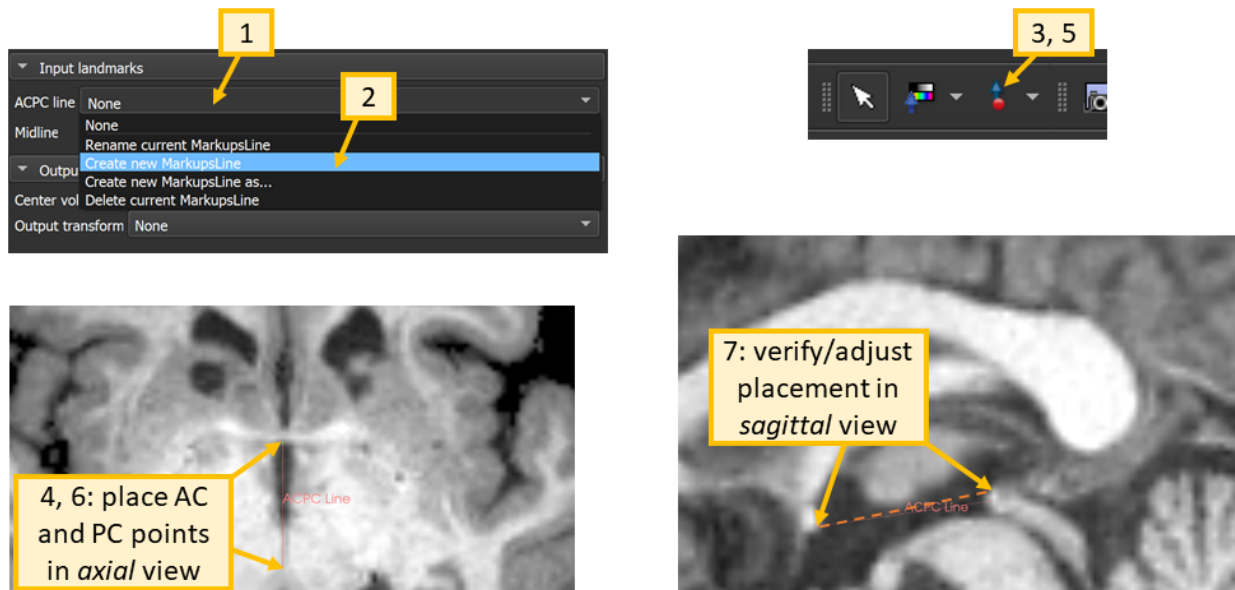 1
3, 5
Input landmarks
ACPC line None
2
None
Midline
Rename current MarkupsLine
Create new MarkupsLine
Outpu
Create new MarkupsLine as...
Center vol
Delete current MarkupsLine
Output transform None
7: verify/adjust
placement in
sagittal view
4, 6: place AC
and PC points
in axial view
ACPC Line
ACPC Line